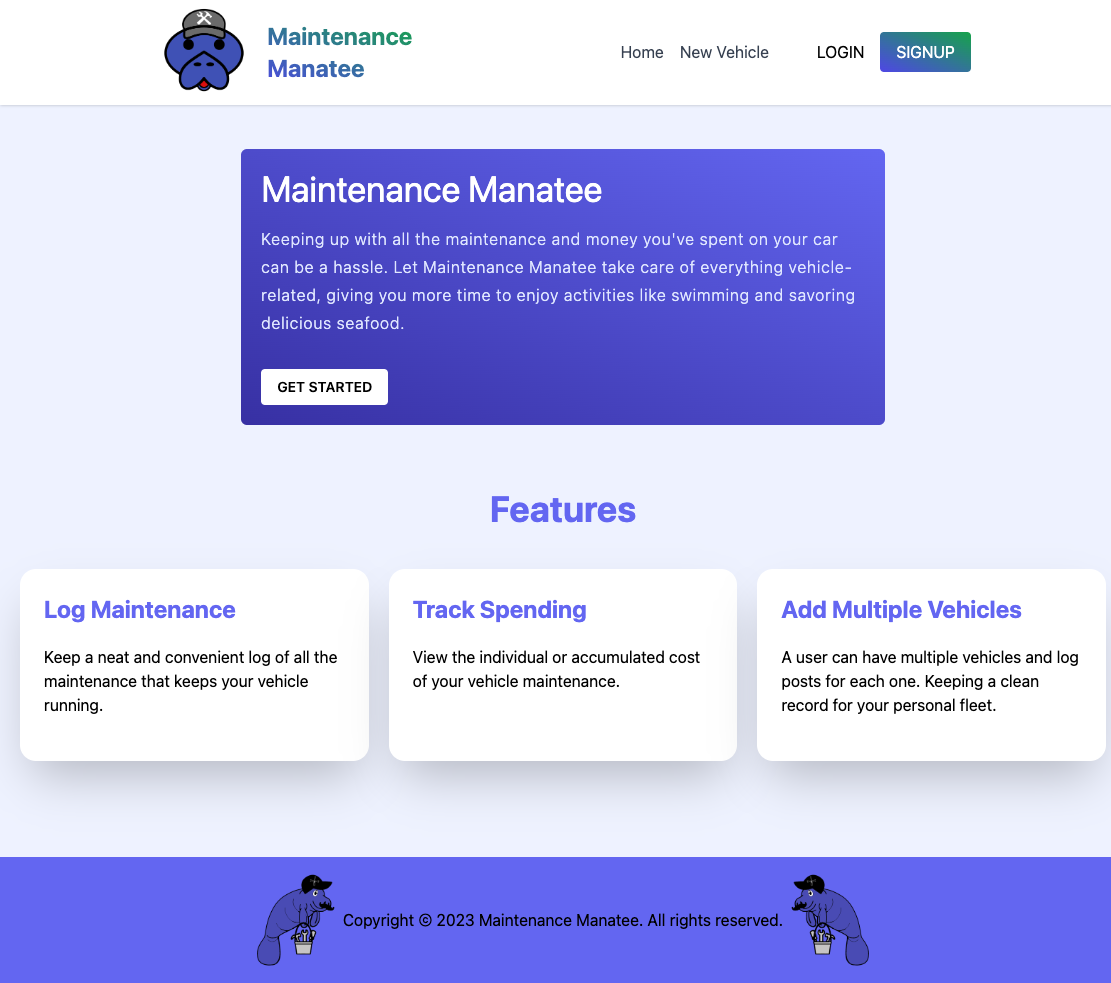 Maintenance
Manatee
Home New Vehicle LOGIN SIGNUP
Maintenance Manatee
Keeping up with all the maintenance and money you've spent on your car
can be a hassle. Let Maintenance Manatee take care of everything vehicle-
related, giving you more time to enjoy activities like swimming and savoring
delicious seafood.
GET STARTED
Features
Log Maintenance
Keep a neat and convenient log of all the
maintenance that keeps your vehicle
running.
Track Spending
View the individual or accumulated cost
of your vehicle maintenance.
Add Multiple Vehicles
A user can have multiple vehicles and log
posts for each one. Keeping a clean
record for your personal fleet.
Copyright © 2023 Maintenance Manatee. All rights reserved.